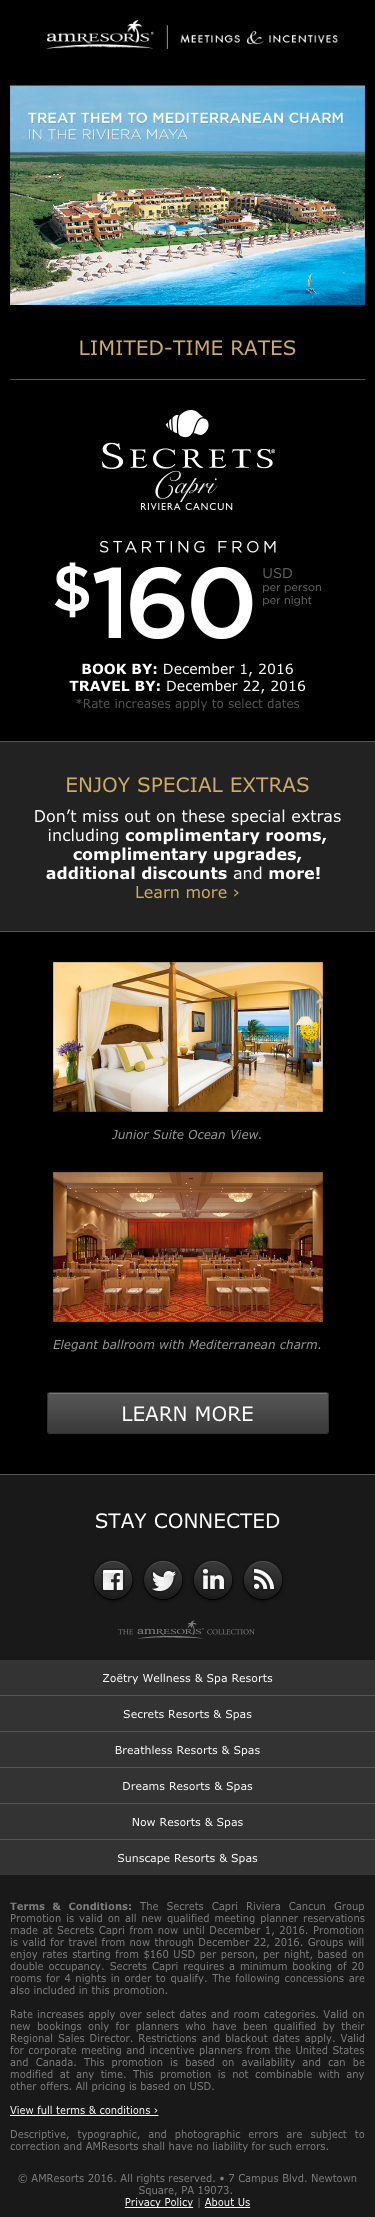 amRESORTS® | MEETINGS & INCENTIVES
TREAT THEM TO MEDITERRANEAN CHARM
IN THE RIVIERA MAYA
LIMITED-TIME RATES
SECRETS®
Capri
RIVIERA CANCUN
STARTING FROM
$160 USD
per person
per night
BOOK BY: December 1, 2016
TRAVEL BY: December 22, 2016
*Rate increases apply to select dates
ENJOY SPECIAL EXTRAS
Don’t miss out on these special extras
including complimentary rooms,
complimentary upgrades,
additional discounts and more!
Learn more ›
Junior Suite Ocean View.
Elegant ballroom with Mediterranean charm.
LEARN MORE
STAY CONNECTED
THE amRESORTS® COLLECTION
Zoëtry Wellness & Spa Resorts
Secrets Resorts & Spas
Breathless Resorts & Spas
Dreams Resorts & Spas
Now Resorts & Spas
Sunscape Resorts & Spas
Terms & Conditions: The Secrets Capri Riviera Cancun Group
Promotion is valid on all new qualified meeting planner reservations
made at Secrets Capri from now until December 1, 2016. Promotion
is valid for travel from now through December 22, 2016. Groups will
enjoy rates starting from $160 USD per person, per night, based on
double occupancy. Secrets Capri requires a minimum booking of 20
rooms for 4 nights in order to qualify. The following concessions are
also included in this promotion.
Rate increases apply over select dates and room categories. Valid on
new bookings only for planners who have been qualified by their
Regional Sales Director. Restrictions and blackout dates apply. Valid
for corporate meeting and incentive planners from the United States
and Canada. This promotion is based on availability and can be
modified at any time. This promotion is not combinable with any
other offers. All pricing is based on USD.
View full terms & conditions ›
Descriptive, typographic, and photographic errors are subject to
correction and AMResorts shall have no liability for such errors.
© AMResorts 2016. All rights reserved. • 7 Campus Blvd. Newtown
Square, PA 19073.
Privacy Policy | About Us